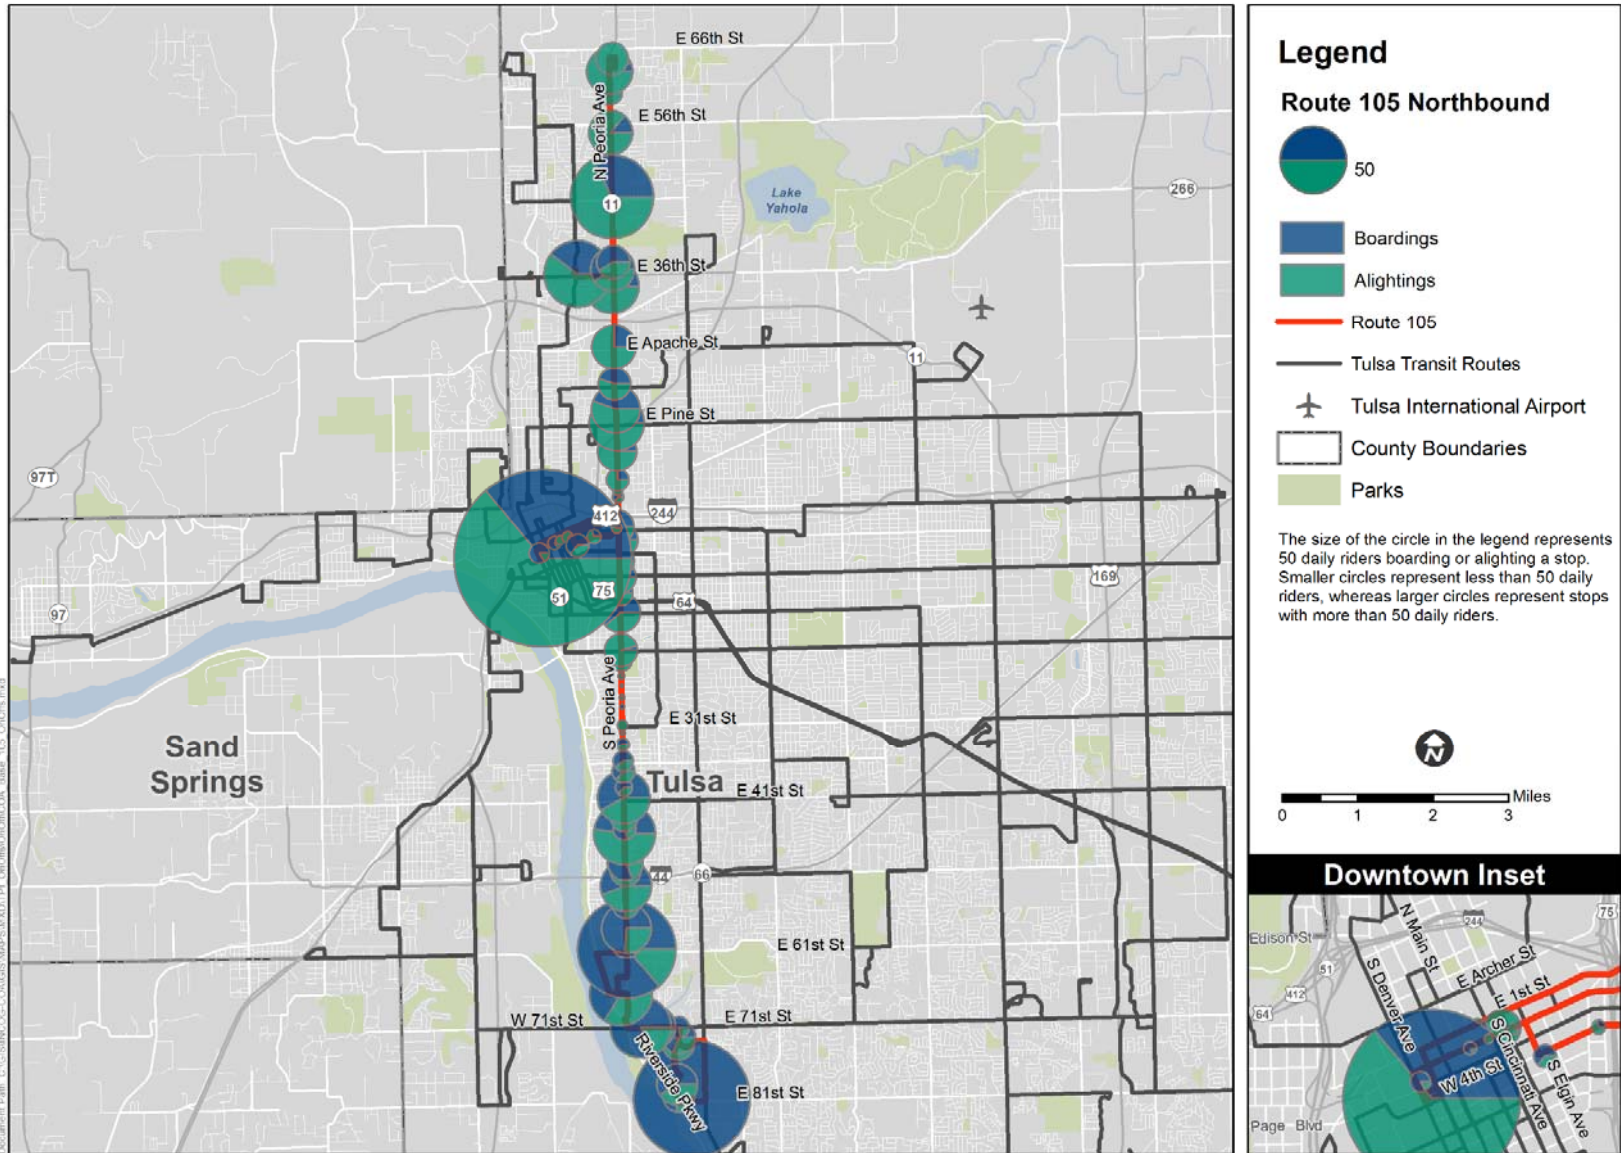 E 66th St
N Peoria Ave
E 56th St
11
Lake
Yahola
266
E 36th St
E Apache St
11
E Pine St
97T
412
244
51
75
64
169
97
S Peoria Ave
E 31st St
Sand
Springs
Tulsa
E 41st St
44
66
E 61st St
W 71st St
E 71st St
Riverside Pkwy
E 81st St
Legend
Route 105 Northbound
50
Boardings
Alightings
Route 105
Tulsa Transit Routes
Tulsa International Airport
County Boundaries
Parks
The size of the circle in the legend represents
50 daily riders boarding or alighting a stop.
Smaller circles represent less than 50 daily
riders, whereas larger circles represent stops
with more than 50 daily riders.
N
Miles
0 1 2 3
Downtown Inset
75
244
N Main St
Edison St
51
S Denver Ave
E Archer St
412
E 1st St
64
S Cincinnati Ave
W 4th St
S Elgin Ave
Page Blvd